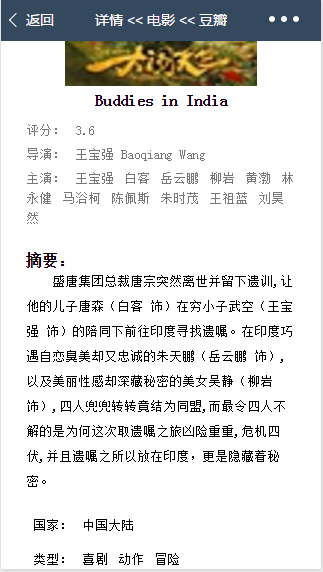 返回 详情 << 电影 << 豆瓣
大闹天竺
Buddies in India
评分： 3.6
导演： 王宝强 Baoqiang Wang
主演： 王宝强 白客 岳云鹏 柳岩 黄渤 林
永健 马浴柯 陈佩斯 朱时茂 王祖蓝 刘昊
然
摘要：
盛唐集团总裁唐宗突然离世并留下遗训,让
他的儿子唐森（白客 饰）在穷小子武空（王宝
强 饰）的陪同下前往印度寻找遗嘱。在印度巧
遇自恋臭美却又忠诚的朱天鹏（岳云鹏 饰）,
以及美丽性感却深藏秘密的美女吴静（柳岩
饰）,四人兜兜转转竟结为同盟,而最令四人不
解的是为何这次取遗嘱之旅凶险重重,危机四
伏,并且遗嘱之所以放在印度，更是隐藏着秘
密。
国家： 中国大陆
类型： 喜剧 动作 冒险